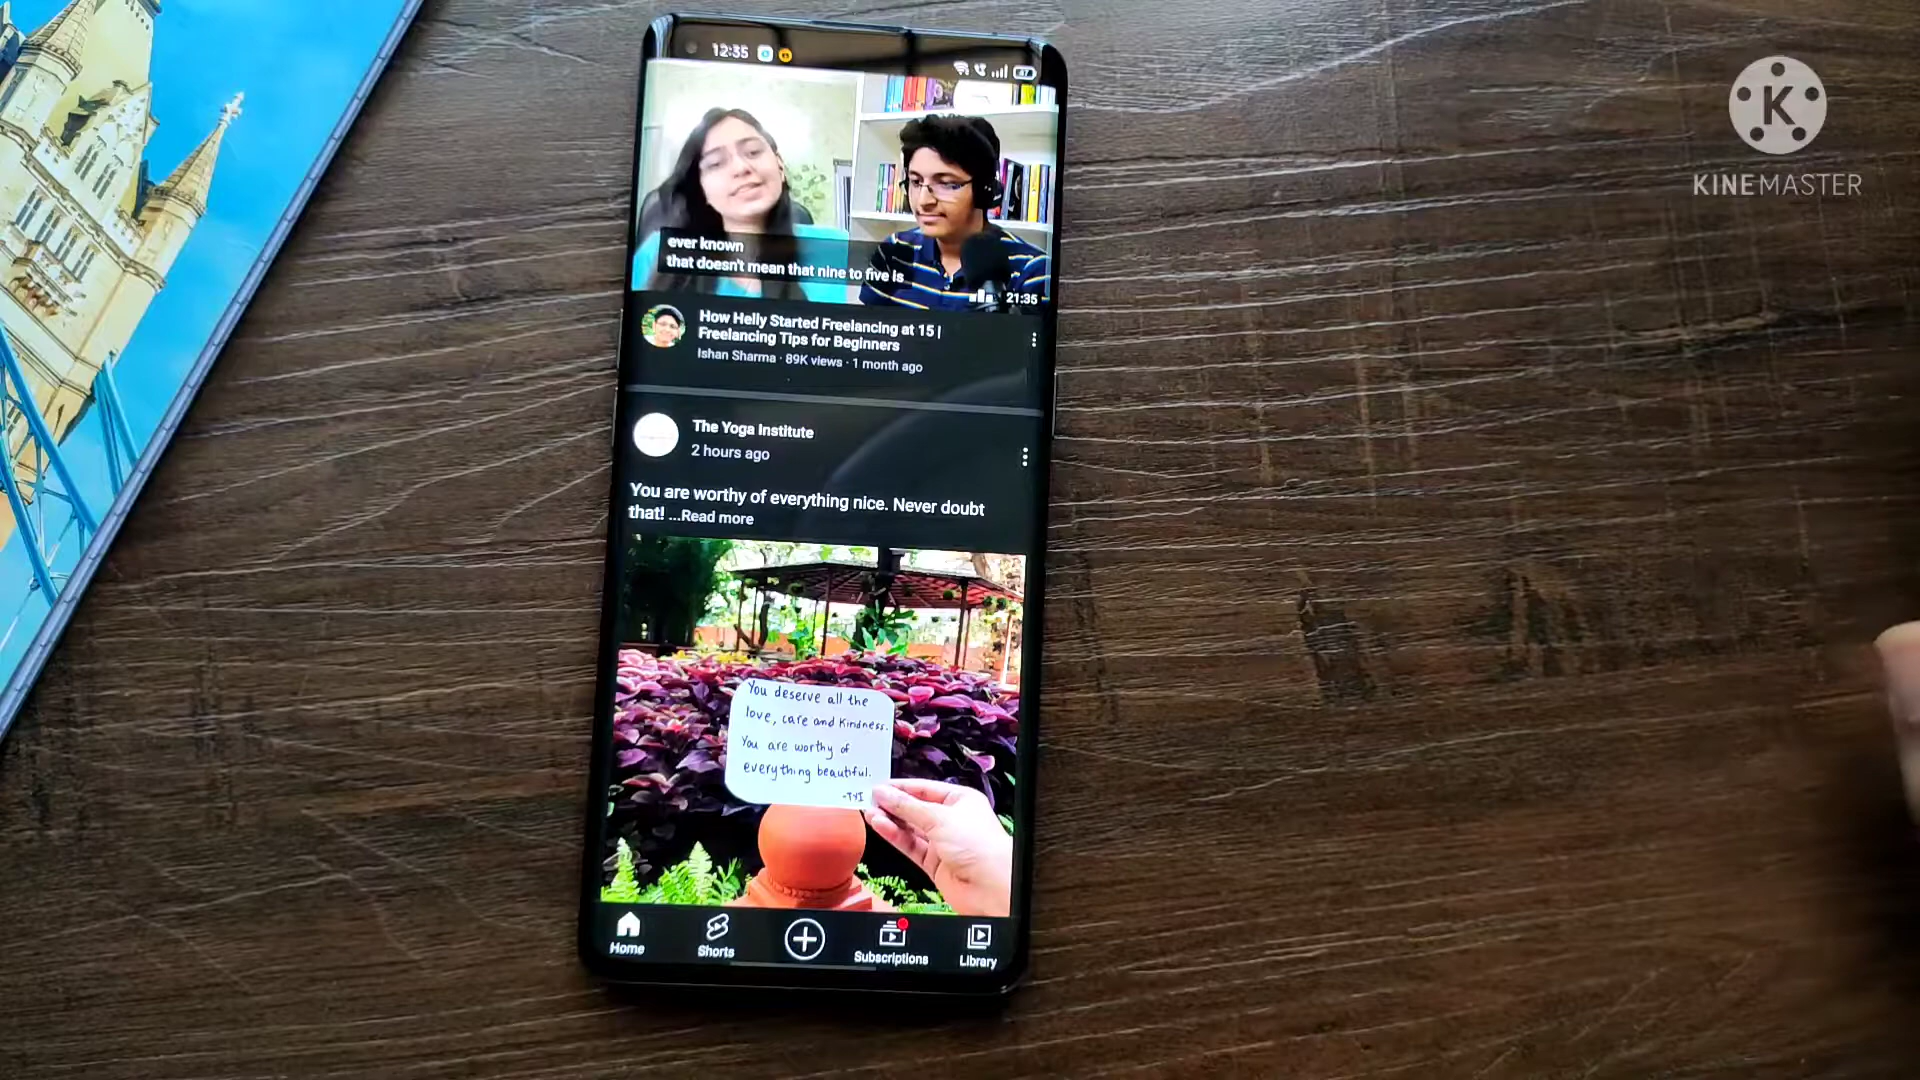 12:35
87
ever known
that doesn't mean that nine to five is
21:35
How Helly Started Freelancing at 15 |
Freelancing Tips for Beginners
Ishan Sharma · 89K views · 1 month ago
The Yoga Institute
2 hours ago
You are worthy of everything nice. Never doubt
that! ...Read more
You deserve all the
love, care and kindness.
You are worthy of
everything beautiful.
-TYI
Home
Shorts
Subscriptions
Library
K
KINEMASTER